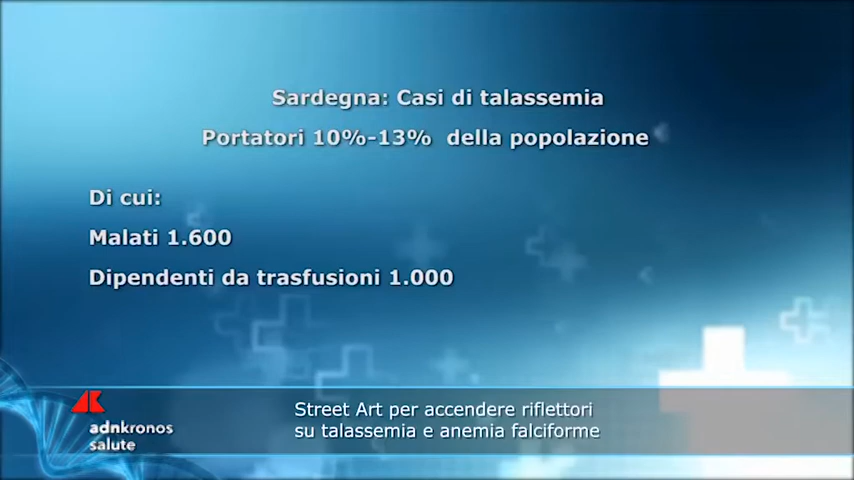 Sardegna: Casi di talassemia
Portatori 10%-13% della popolazione
Di cui:
Malati 1.600
Dipendenti da trasfusioni 1.000
Street Art per accendere riflettori
su talassemia e anemia falciforme
adnkronos
salute